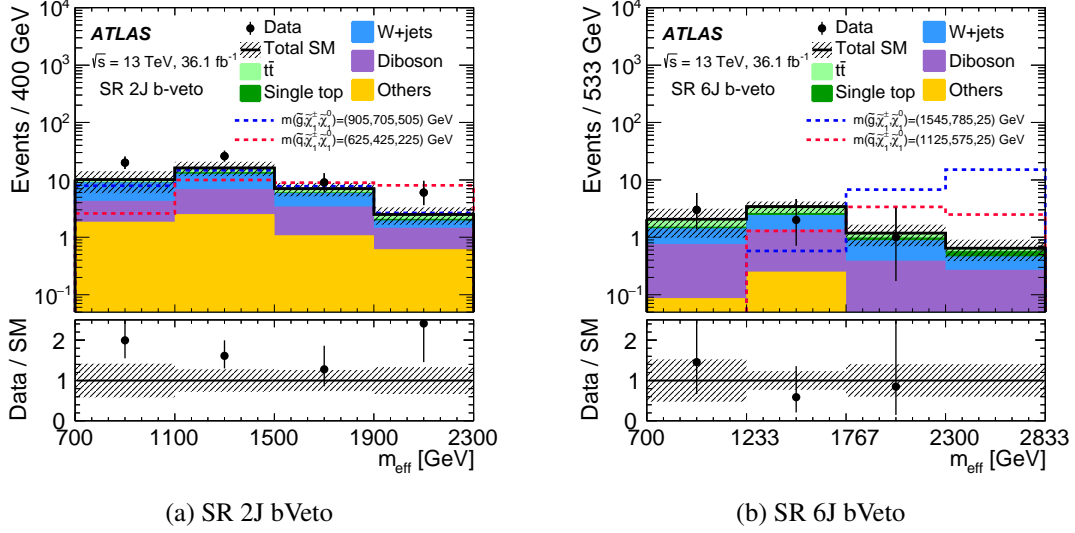 ATLAS
√s = 13 TeV, 36.1 fb⁻¹
SR 2J b-veto
Data
Total SM
tt̄
Single top
W+jets
Diboson
Others
m(g̃,χ̃₁±,χ̃₁⁰)=(905,705,505) GeV
m(q̃,χ̃₁±,χ̃₁⁰)=(625,425,225) GeV
Events / 400 GeV
10⁴
10³
10²
10
1
10⁻¹
Data / SM
2
1
0
700 1100 1500 1900 2300
m_eff [GeV]
(a) SR 2J bVeto
ATLAS
√s = 13 TeV, 36.1 fb⁻¹
SR 6J b-veto
Data
Total SM
tt̄
Single top
W+jets
Diboson
Others
m(g̃,χ̃₁±,χ̃₁⁰)=(1545,785,25) GeV
m(q̃,χ̃₁±,χ̃₁⁰)=(1125,575,25) GeV
Events / 533 GeV
10⁴
10³
10²
10
1
10⁻¹
Data / SM
2
1
0
700 1233 1767 2300 2833
m_eff [GeV]
(b) SR 6J bVeto